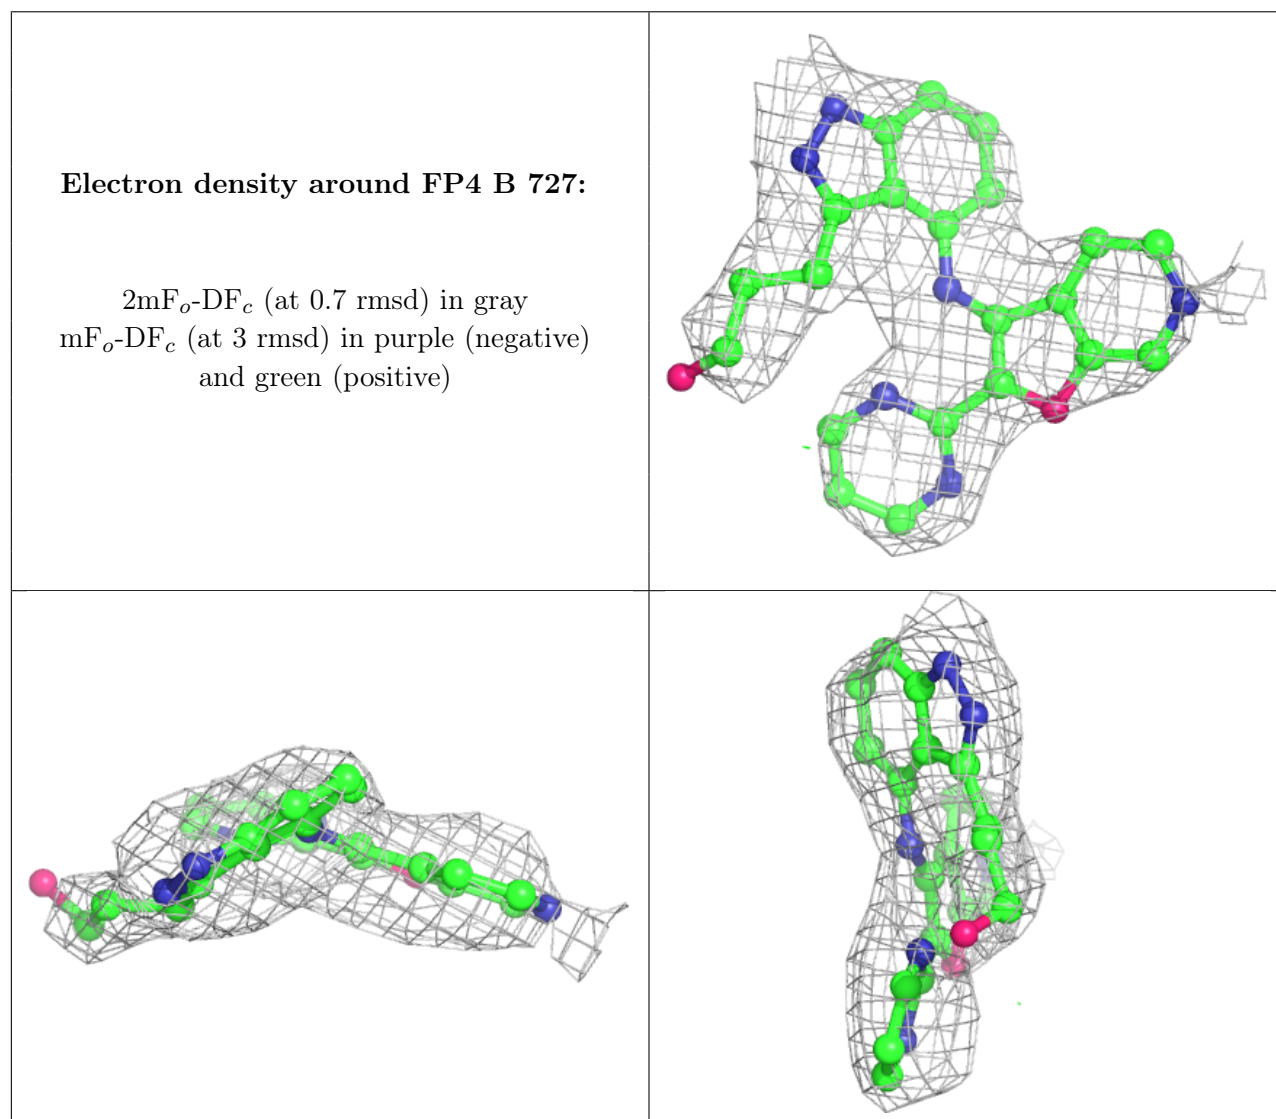 Electron density around FP4 B 727:
2mFo-DFc (at 0.7 rmsd) in gray
mFo-DFc (at 3 rmsd) in purple (negative)
and green (positive)